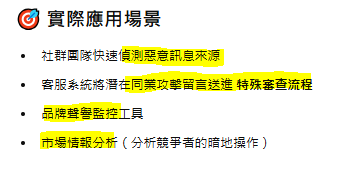 🎯 實際應用場景
• 社群團隊快速偵測惡意訊息來源
• 客服系統將潛在同業攻擊留言送進 特殊審查流程
• 品牌聲譽監控工具
• 市場情報分析（分析競爭者的暗地操作）